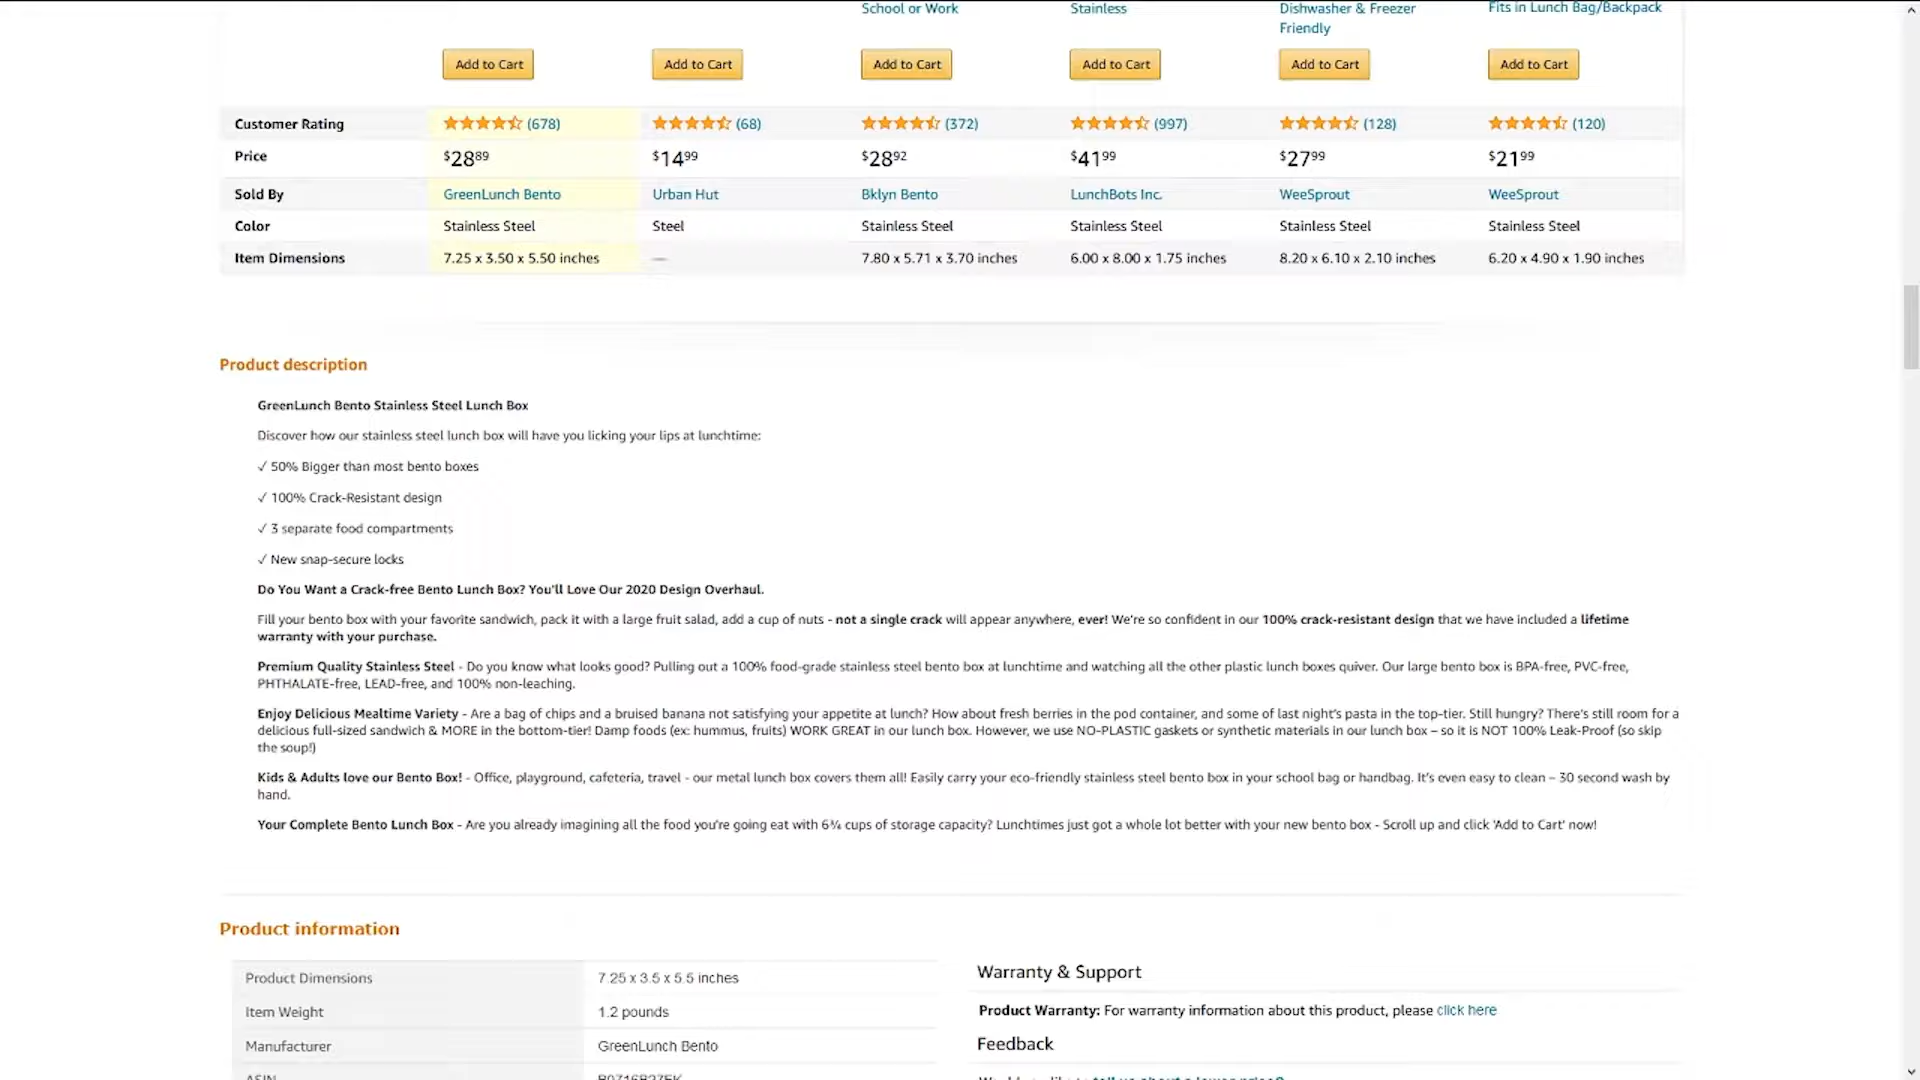 School or Work
Stainless
Dishwasher & Freezer
Fits in Lunch Bag/Backpack
Friendly
Add to Cart
Add to Cart
Add to Cart
Add to Cart
Add to Cart
Add to Cart
Customer Rating (678) (68) (372) (997) (128) (120)
Price $28 89 $14 99 $28 92 $41 99 $27 99 $21 99
Sold By GreenLunch Bento Urban Hut Bklyn Bento LunchBots Inc. WeeSprout WeeSprout
Color Stainless Steel Steel Stainless Steel Stainless Steel Stainless Steel Stainless Steel
Item Dimensions 7.25 x 3.50 x 5.50 inches — 7.80 x 5.71 x 3.70 inches 6.00 x 8.00 x 1.75 inches 8.20 x 6.10 x 2.10 inches 6.20 x 4.90 x 1.90 inches
Product description
GreenLunch Bento Stainless Steel Lunch Box
Discover how our stainless steel lunch box will have you licking your lips at lunchtime:
✓ 50% Bigger than most bento boxes
✓ 100% Crack-Resistant design
✓ 3 separate food compartments
✓ New snap-secure locks
Do You Want a Crack-free Bento Lunch Box? You'll Love Our 2020 Design Overhaul.
Fill your bento box with your favorite sandwich, pack it with a large fruit salad, add a cup of nuts - not a single crack will appear anywhere, ever! We're so confident in our 100% crack-resistant design that we have included a lifetime
warranty with your purchase.
Premium Quality Stainless Steel - Do you know what looks good? Pulling out a 100% food-grade stainless steel bento box at lunchtime and watching all the other plastic lunch boxes quiver. Our large bento box is BPA-free, PVC-free,
PHTHALATE-free, LEAD-free, and 100% non-leaching.
Enjoy Delicious Mealtime Variety - Are a bag of chips and a bruised banana not satisfying your appetite at lunch? How about fresh berries in the pod container, and some of last night's pasta in the top-tier. Still hungry? There's still room for a
delicious full-sized sandwich & MORE in the bottom-tier! Damp foods (ex: hummus, fruits) WORK GREAT in our lunch box. However, we use NO-PLASTIC gaskets or synthetic materials in our lunch box – so it is NOT 100% Leak-Proof (so skip
the soup!)
Kids & Adults love our Bento Box! - Office, playground, cafeteria, travel - our metal lunch box covers them all! Easily carry your eco-friendly stainless steel bento box in your school bag or handbag. It's even easy to clean – 30 second wash by
hand.
Your Complete Bento Lunch Box - Are you already imagining all the food you're going eat with 6¾ cups of storage capacity? Lunchtimes just got a whole lot better with your new bento box - Scroll up and click 'Add to Cart' now!
Product information
Product Dimensions 7.25 x 3.5 x 5.5 inches
Item Weight 1.2 pounds
Manufacturer GreenLunch Bento
ASIN
Warranty & Support
Product Warranty: For warranty information about this product, please click here
Feedback